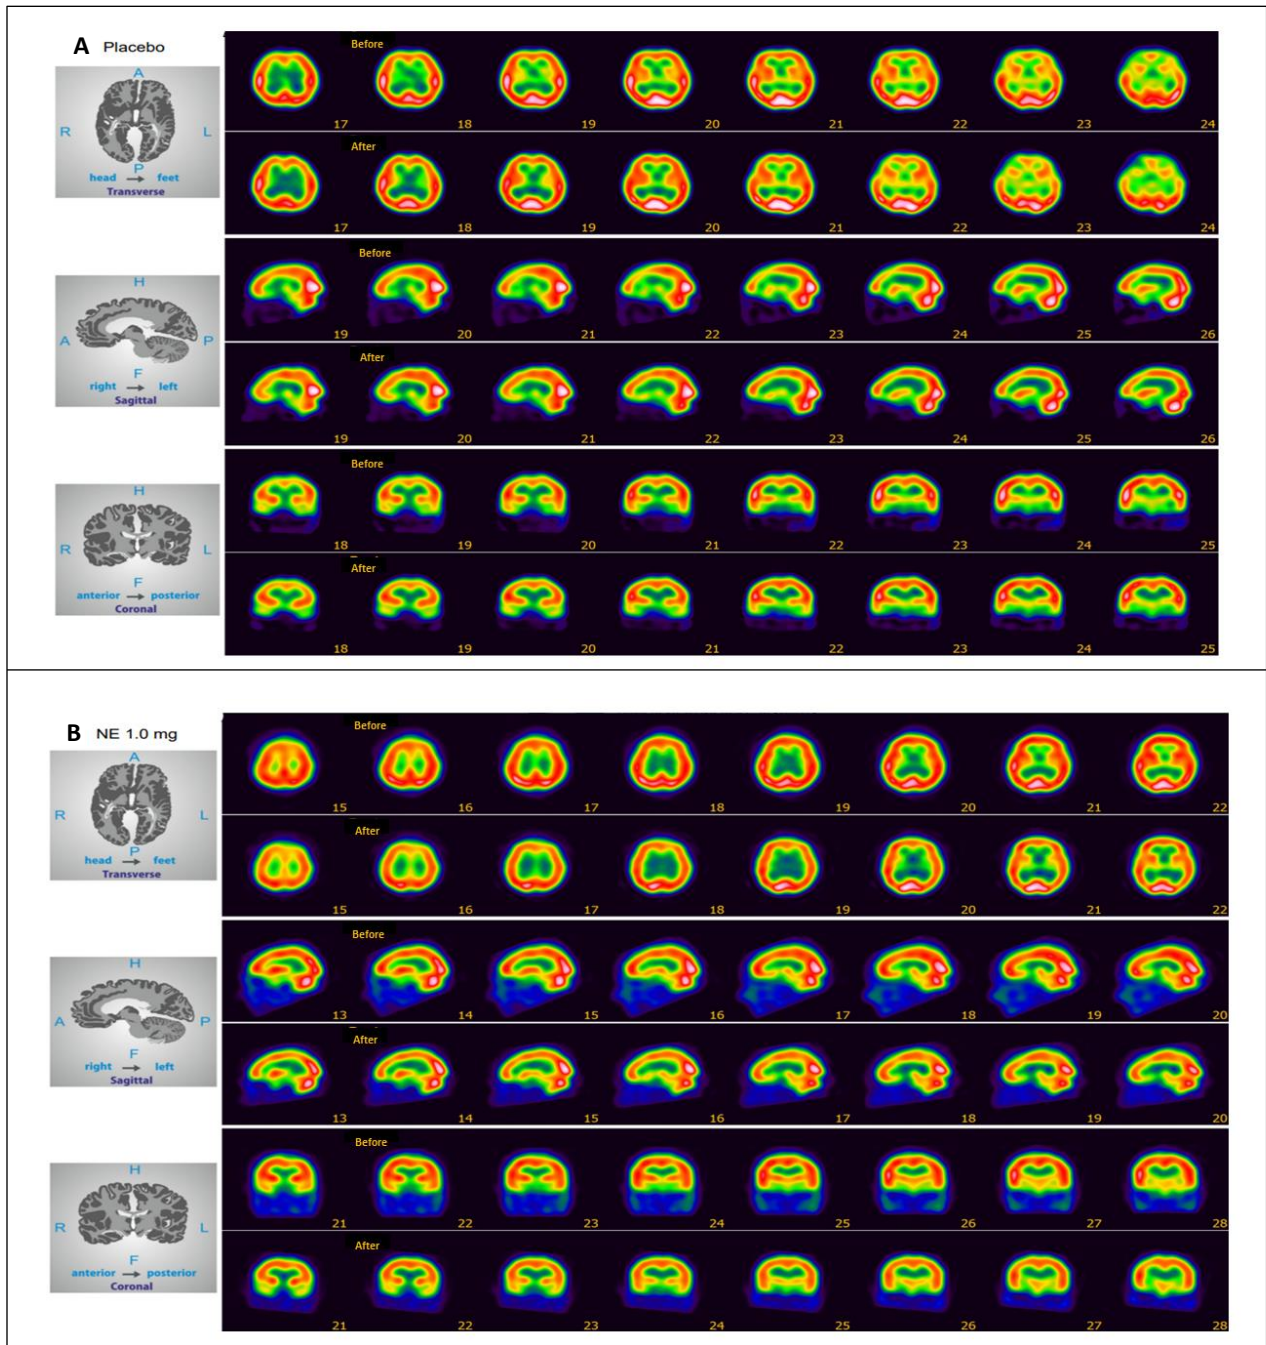 A Placebo
A
R L
P
head → feet
Transverse
Before
17 18 19 20 21 22 23 24
After
17 18 19 20 21 22 23 24
H
A P
F
right → left
Sagittal
Before
19 20 21 22 23 24 25 26
After
19 20 21 22 23 24 25 26
H
R L
F
anterior → posterior
Coronal
Before
18 19 20 21 22 23 24 25
After
18 19 20 21 22 23 24 25
B NE 1.0 mg
A
R L
P
head → feet
Transverse
Before
15 16 17 18 19 20 21 22
After
15 16 17 18 19 20 21 22
H
A P
F
right → left
Sagittal
Before
13 14 15 16 17 18 19 20
After
13 14 15 16 17 18 19 20
H
R L
F
anterior → posterior
Coronal
Before
21 22 23 24 25 26 27 28
After
21 22 23 24 25 26 27 28